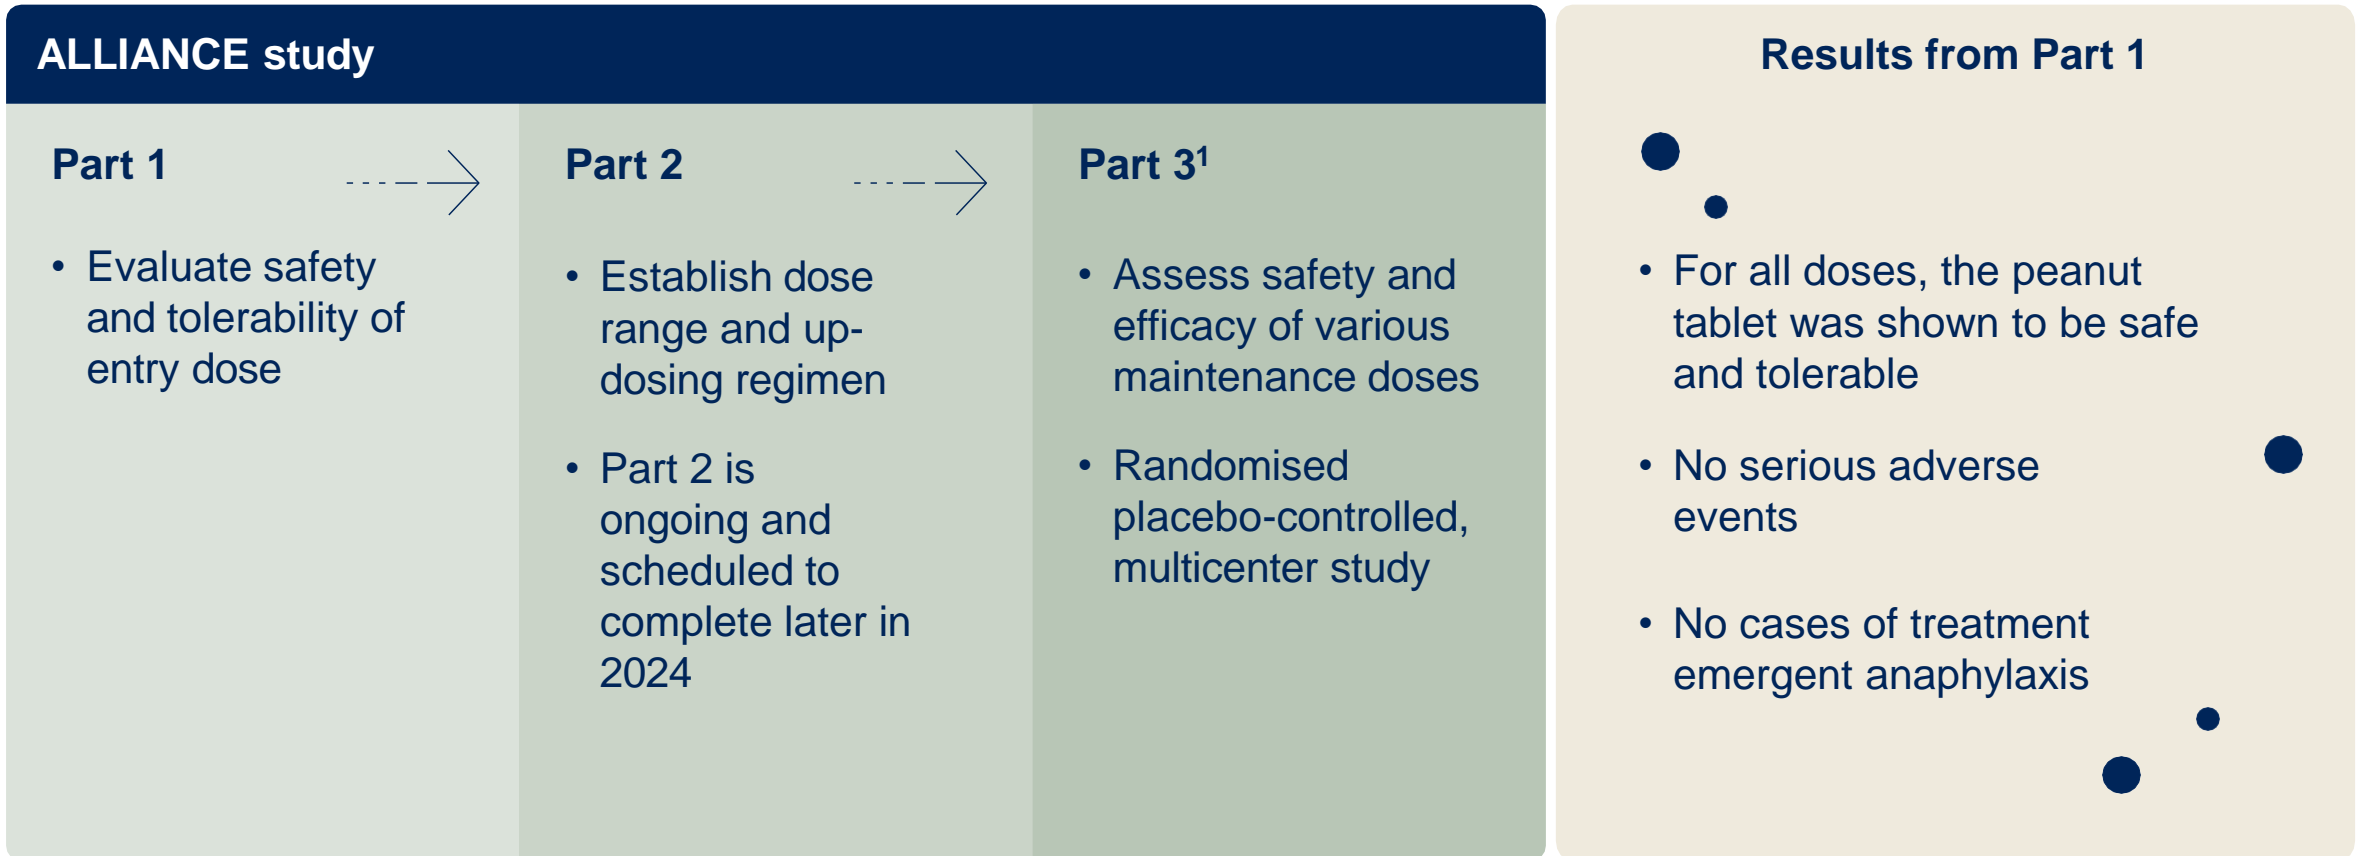 ALLIANCE study
Part 1
• Evaluate safety
and tolerability of
entry dose
Part 2
• Establish dose
range and up-
dosing regimen
• Part 2 is
ongoing and
scheduled to
complete later in
2024
Part 3¹
• Assess safety and
efficacy of various
maintenance doses
• Randomised
placebo-controlled,
multicenter study
Results from Part 1
• For all doses, the peanut
tablet was shown to be safe
and tolerable
• No serious adverse
events
• No cases of treatment
emergent anaphylaxis